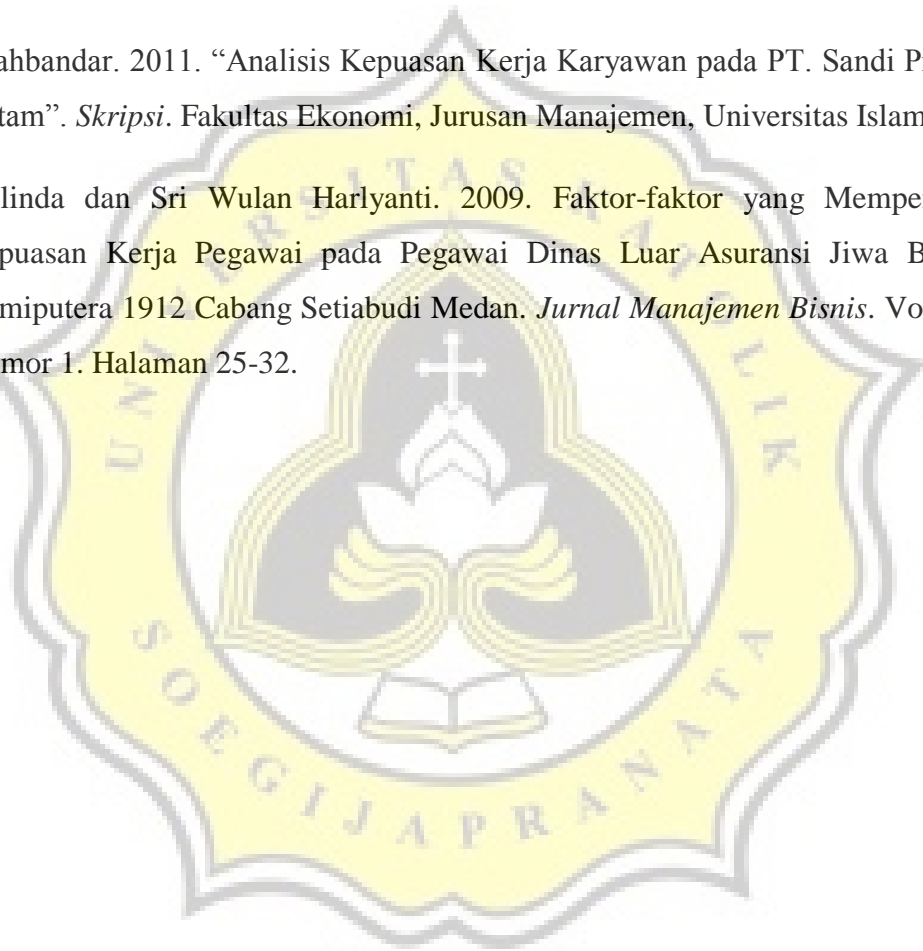 ahbandar. 2011. “Analisis Kepuasan Kerja Karyawan pada PT. Sandi P
tam”. Skripsi. Fakultas Ekonomi, Jurusan Manajemen, Universitas Islam
linda dan Sri Wulan Harlyanti. 2009. Faktor-faktor yang Mempe
puasan Kerja Pegawai pada Pegawai Dinas Luar Asuransi Jiwa B
miputera 1912 Cabang Setiabudi Medan. Jurnal Manajemen Bisnis. Vo
mor 1. Halaman 25-32.
UNIVERSITAS KATOLIK
SOEGIJAPRANATA